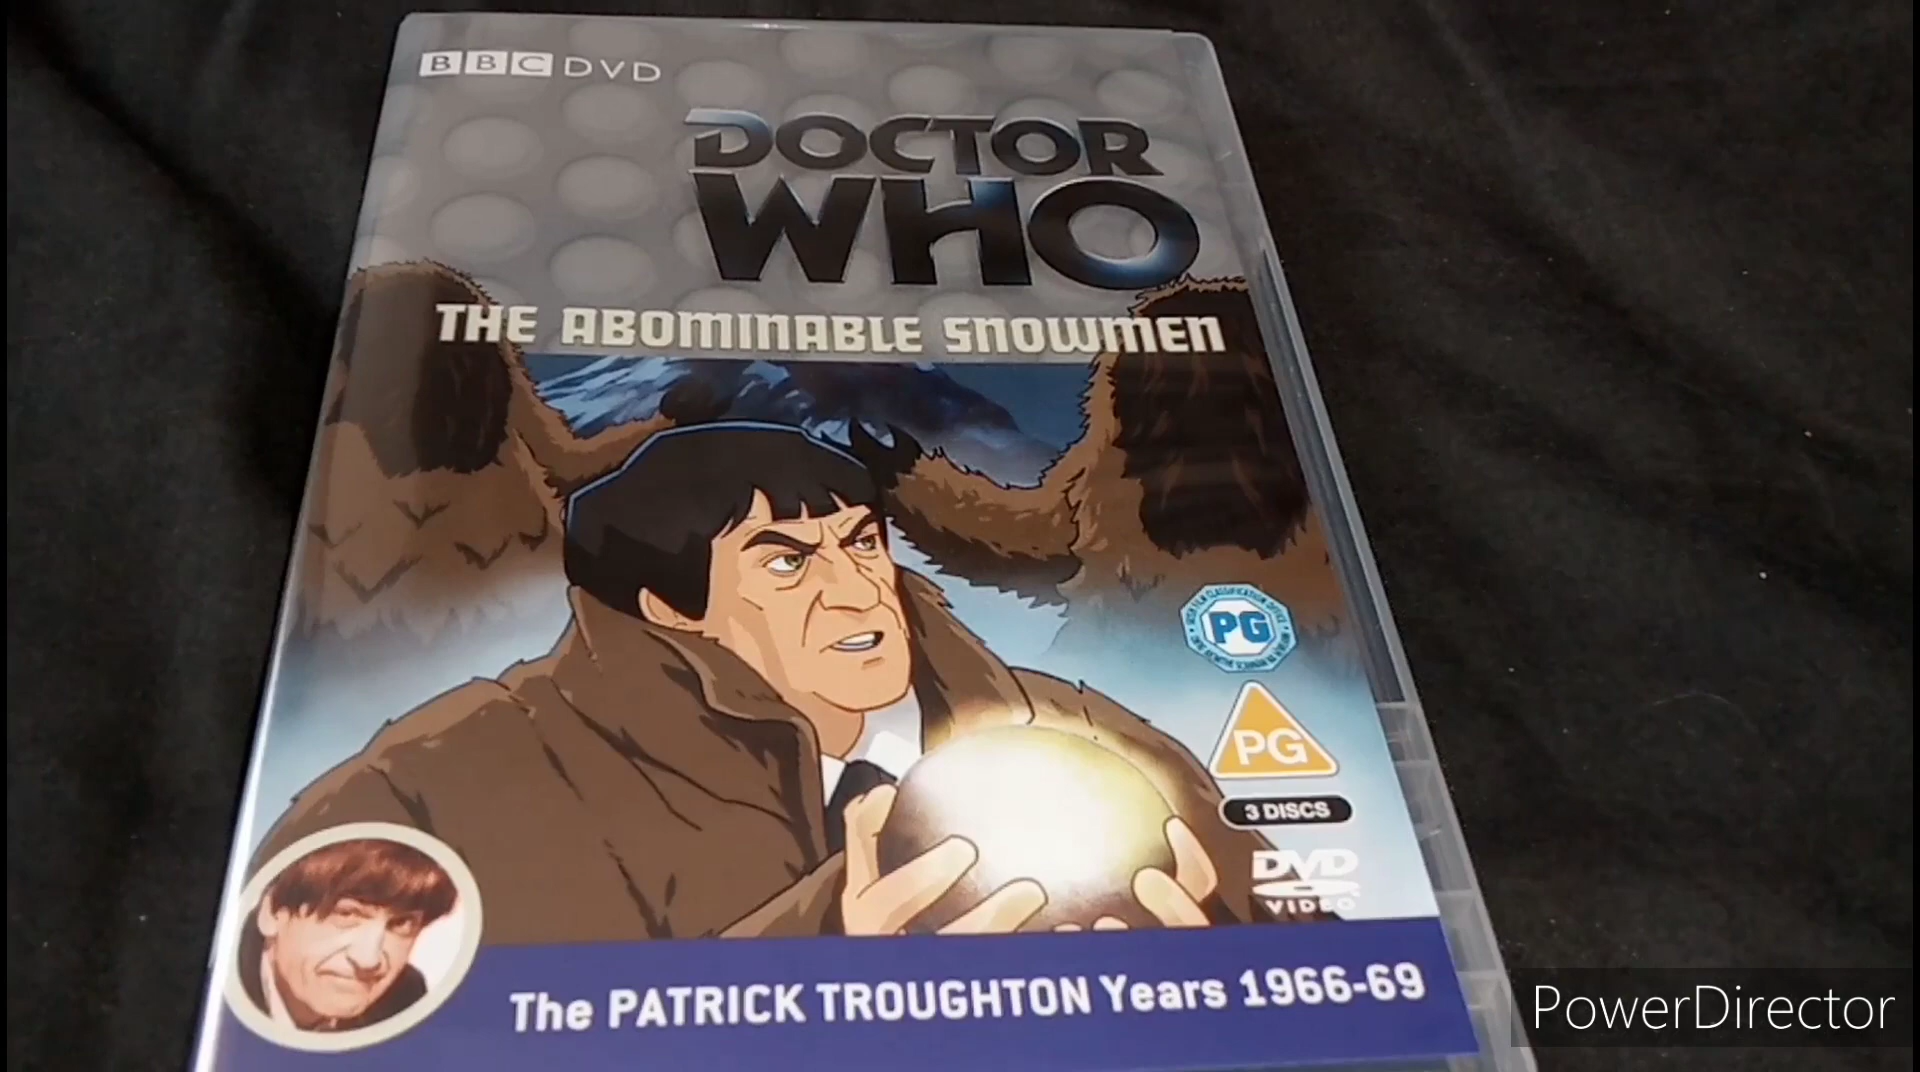 BBC DVD
DOCTOR
WHO
THE ABOMINABLE SNOWMEN
PG
PG
3 DISCS
DVD
VIDEO
The PATRICK TROUGHTON Years 1966-69
PowerDirector